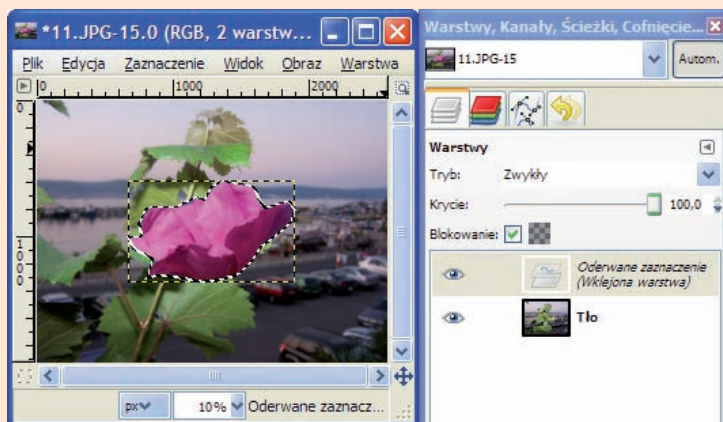 *11.JPG-15.0 (RGB, 2 warstw...
Plik Edycja Zaznaczenie Widok Obraz Warstwa
0 1000 2000
0
1000
px 10% Oderwane zaznacz...
Warstwy, Kanały, Ścieżki, Cofnięcie...
11.JPG-15 Autom.
Warstwy
Tryb: Zwykły
Krycie: 100,0
Blokowanie:
Oderwane zaznaczenie
(Wklejona warstwa)
Tło